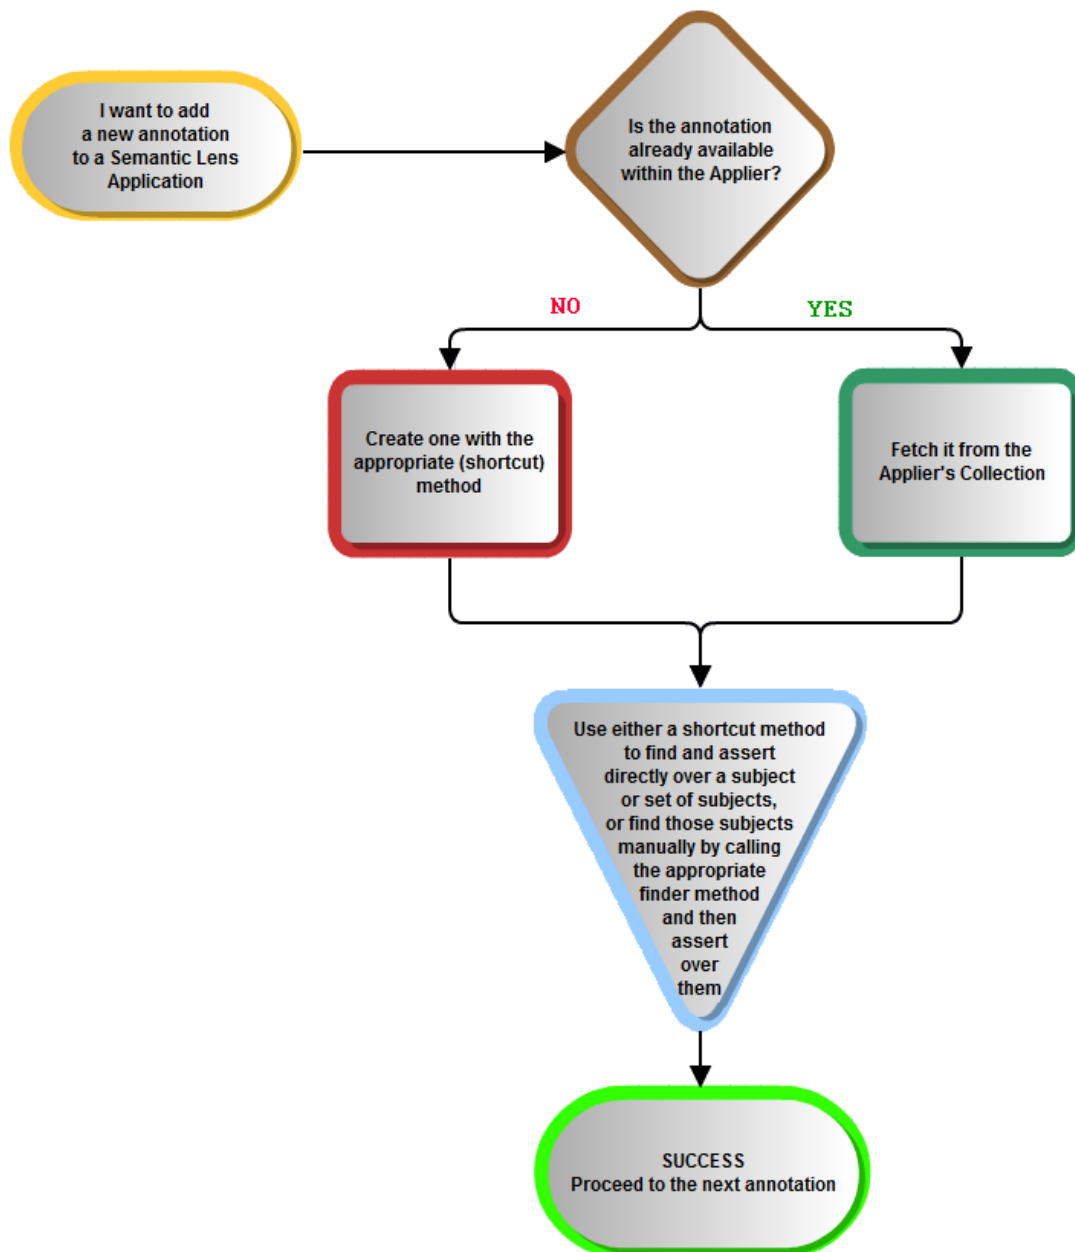 I want to add
a new annotation
to a Semantic Lens
Application
Is the annotation
already available
within the Applier?
NO
YES
Create one with the
appropriate (shortcut)
method
Fetch it from the
Applier's Collection
Use either a shortcut method
to find and assert
directly over a subject
or set of subjects,
or find those subjects
manually by calling
the appropriate
finder method
and then
assert
over
them
SUCCESS
Proceed to the next annotation